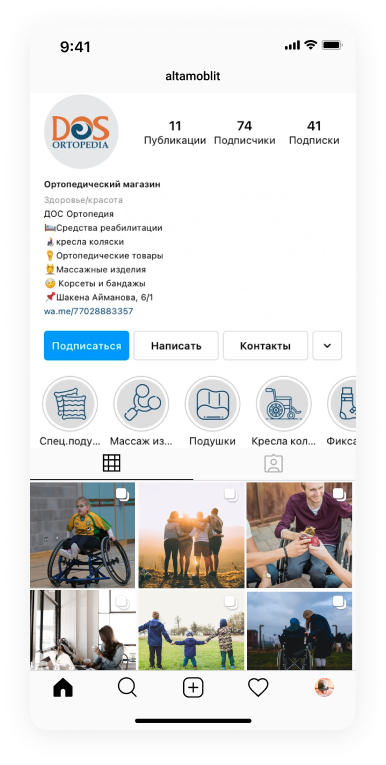 9:41
altamoblit
DOS
ORTOPEDIA
11
Публикации
74
Подписчики
41
Подписки
Ортопедический магазин
Здоровье/красота
ДОС Ортопедия
Средства реабилитации
кресла коляски
Ортопедические товары
Массажные изделия
Корсеты и бандажы
Шакена Айманова, 6/1
wa.me/77028883357
Подписаться
Написать
Контакты
Спец.поду...
Массаж из...
Подушки
Кресла кол...